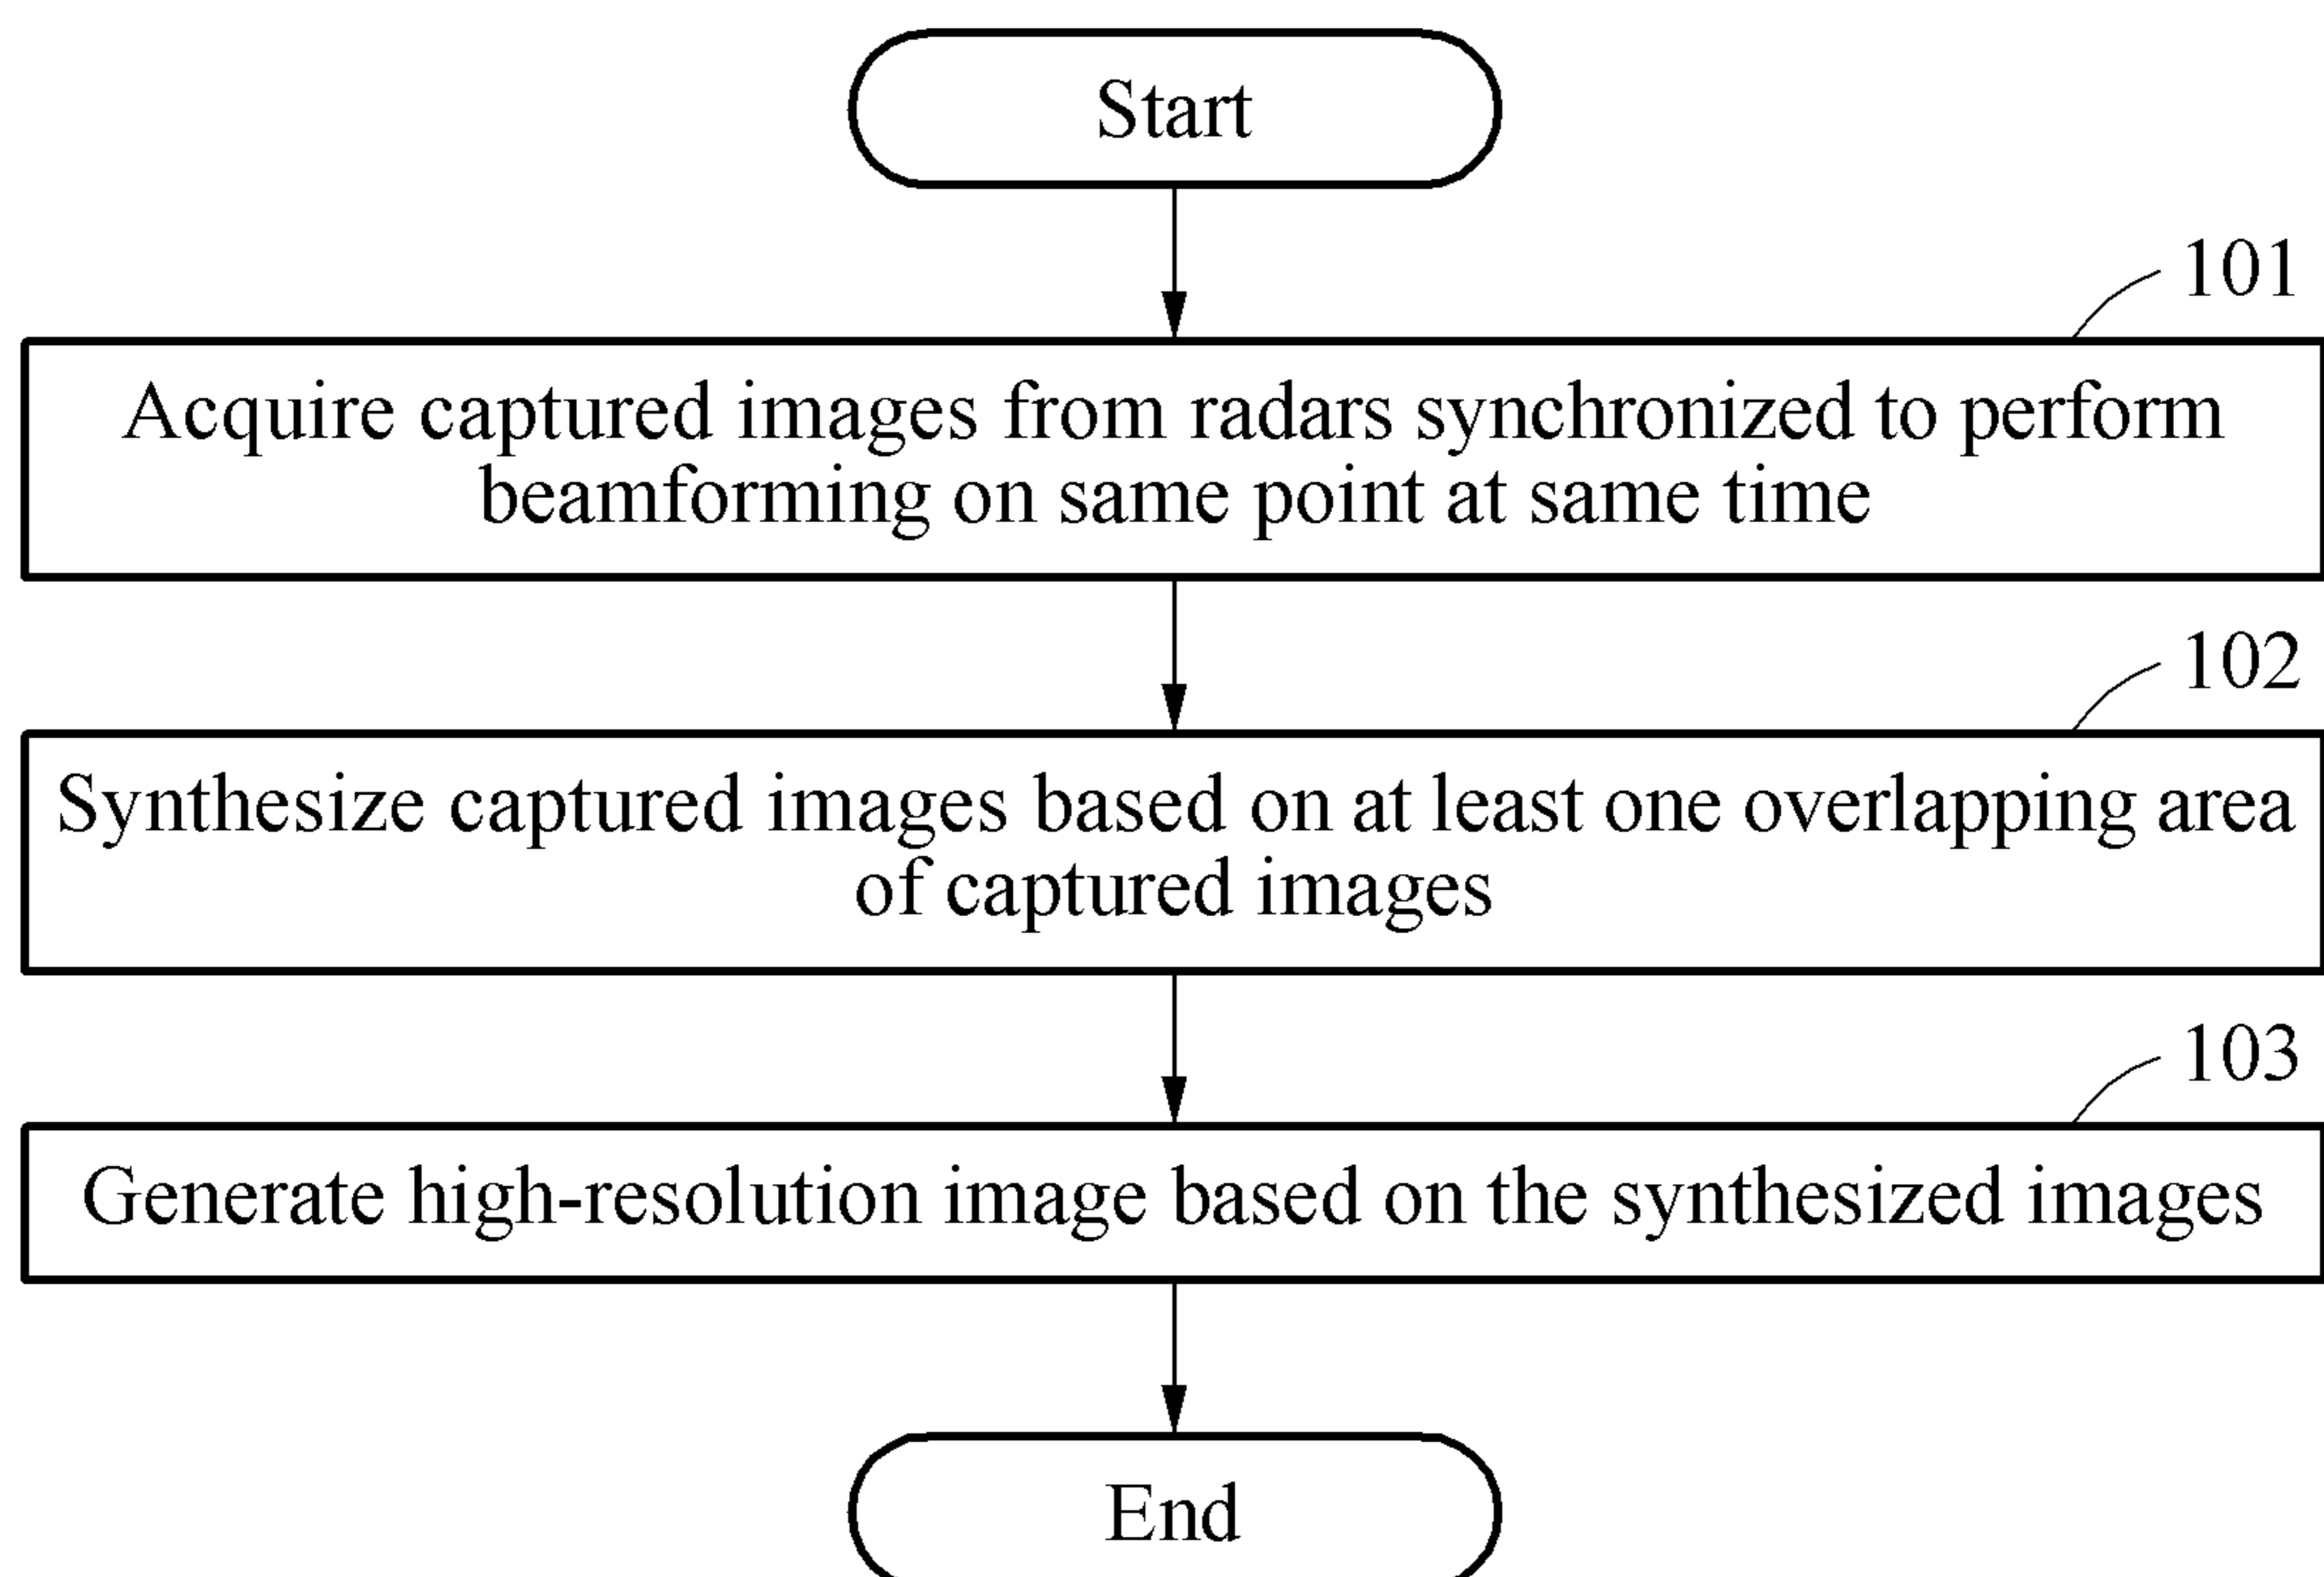 Start
101
Acquire captured images from radars synchronized to perform
beamforming on same point at same time
102
Synthesize captured images based on at least one overlapping area
of captured images
103
Generate high-resolution image based on the synthesized images
End